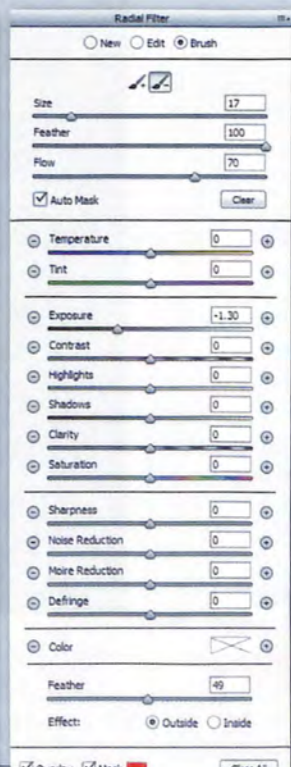 Radial Filter
New Edit Brush
Size 17
Feather 100
Flow 70
Auto Mask Clear
Temperature 0
Tint 0
Exposure -1.30
Contrast 0
Highlights 0
Shadows 0
Clarity 0
Saturation 0
Sharpness 0
Noise Reduction 0
Moire Reduction 0
Defringe 0
Color
Feather 49
Effect: Outside Inside